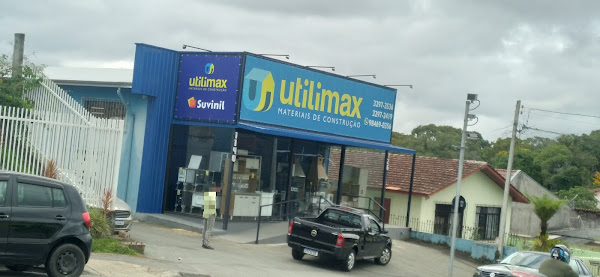 utilimax
MATERIAIS DE CONSTRUÇÃO
Suvinil
utilimax
MATERIAIS DE CONSTRUÇÃO